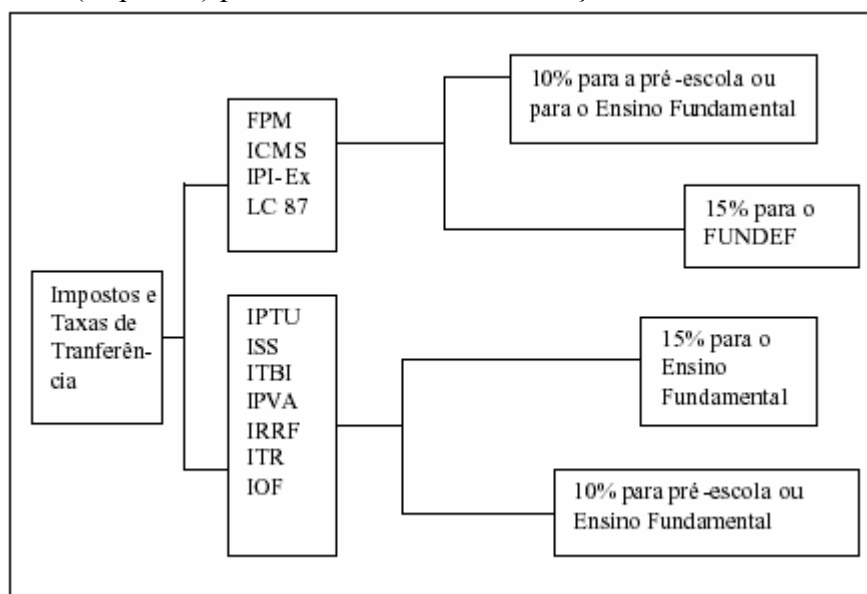 10% para a pré-escola ou
para o Ensino Fundamental
FPM
ICMS
IPI-Ex
LC 87
15% para o
FUNDEF
Impostos e
Taxas de
Tranferên-
cia
IPTU
ISS
ITBI
IPVA
IRRF
ITR
IOF
15% para o
Ensino
Fundamental
10% para pré-escola ou
Ensino Fundamental